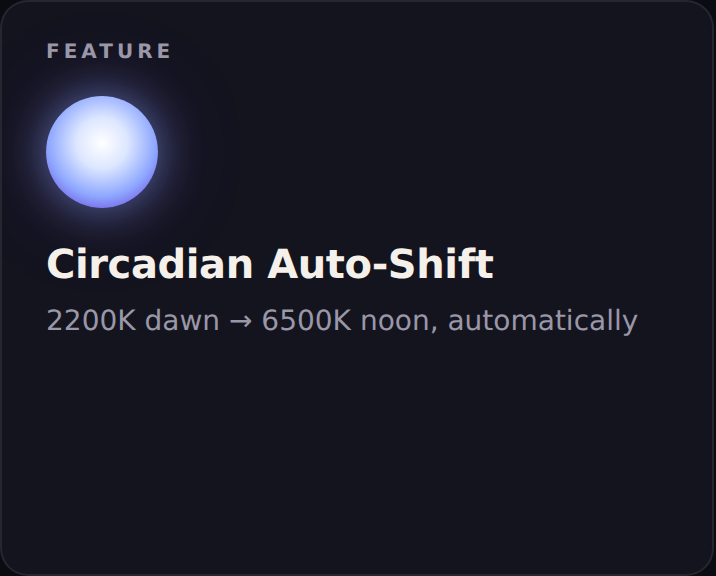 FEATURE
Circadian Auto-Shift
2200K dawn → 6500K noon, automatically